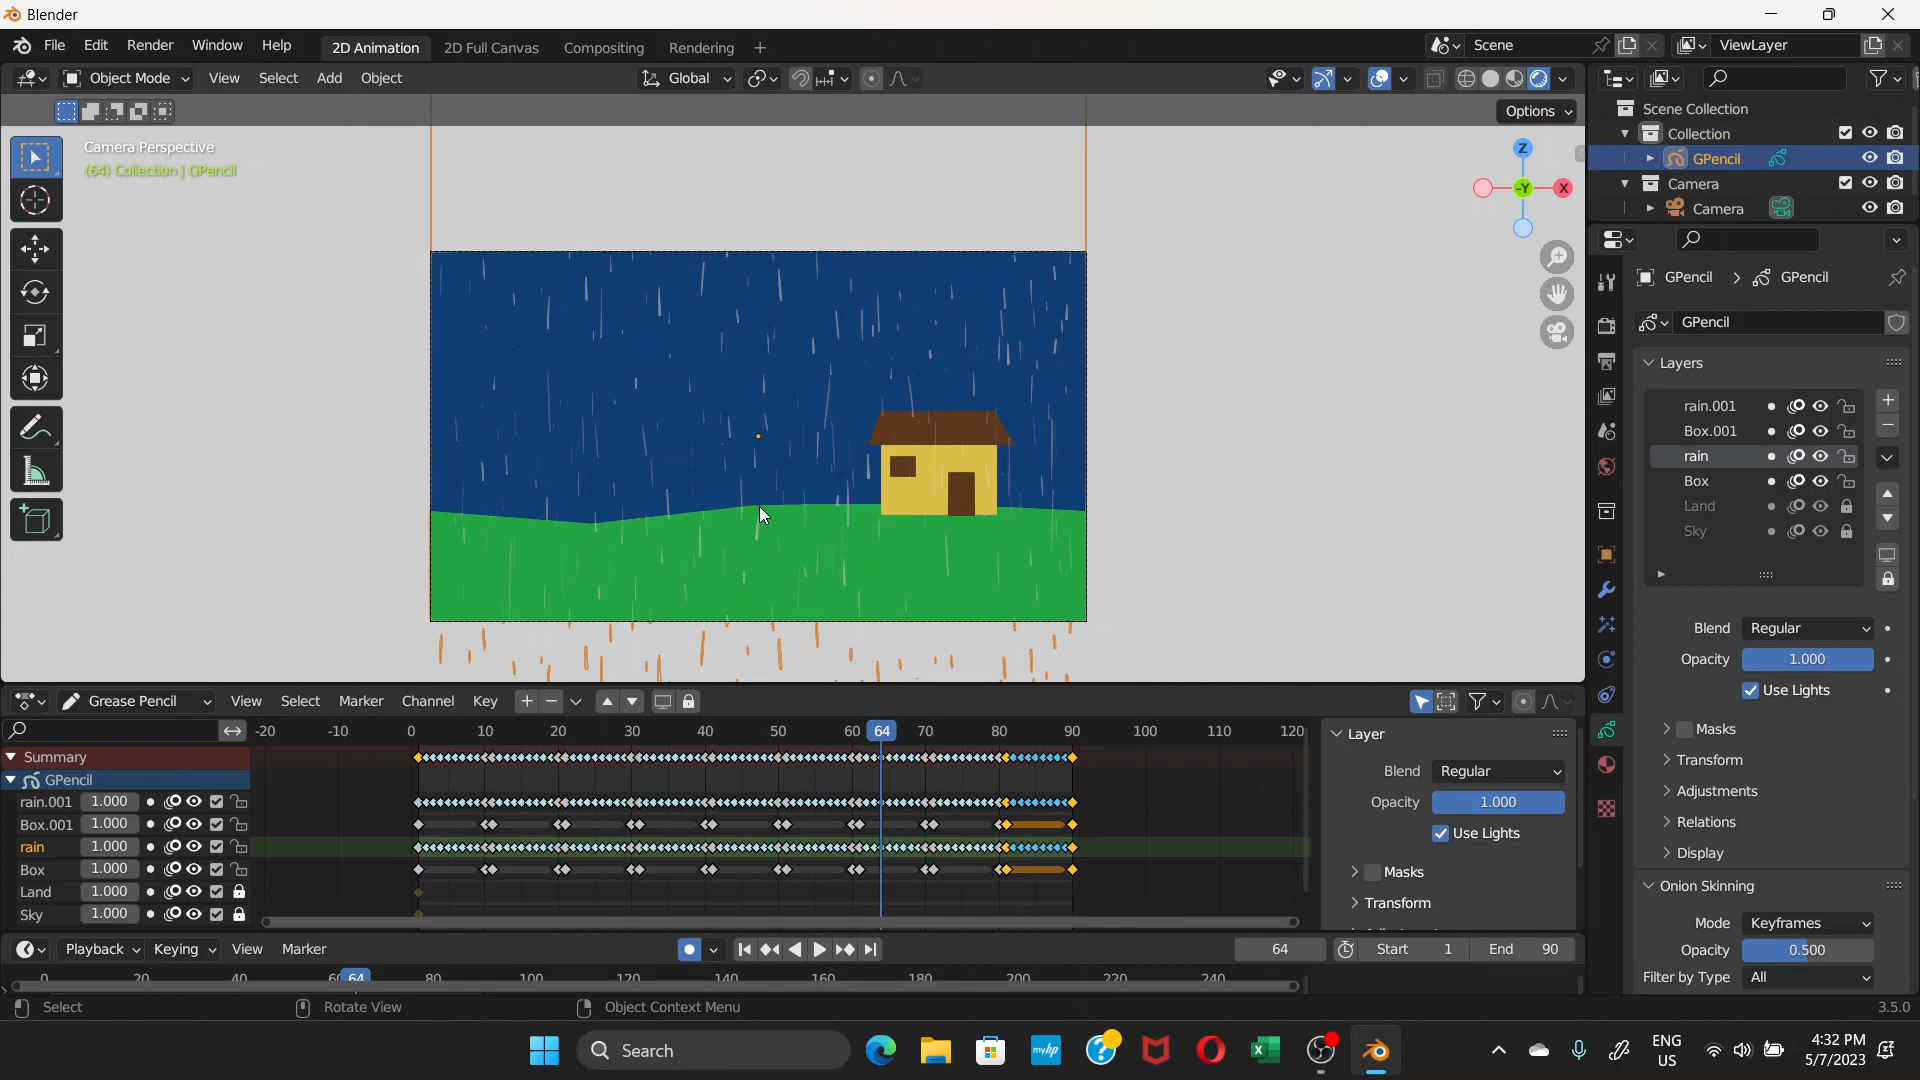 Blender
File Edit Render Window Help 2D Animation 2D Full Canvas Compositing Rendering + Scene ViewLayer
Object Mode View Select Add Object Global
Options
Camera Perspective
(64) Collection | GPencil
Z
-Y X
Scene Collection
Collection
GPencil
Camera
Camera
GPencil > GPencil
GPencil
Layers
rain.001
Box.001
rain
Box
Land
Sky
Blend Regular
Opacity 1.000
Use Lights
Masks
Transform
Adjustments
Relations
Display
Onion Skinning
Mode Keyframes
Opacity 0.500
Filter by Type All
Grease Pencil View Select Marker Channel Key
-20 -10 0 10 20 30 40 50 60 64 70 80 90 100 110 120
Summary
GPencil
rain.001 1.000
Box.001 1.000
rain 1.000
Box 1.000
Land 1.000
Sky 1.000
Layer
Blend Regular
Opacity 1.000
Use Lights
Masks
Transform
Playback Keying View Marker 64 Start 1 End 90
0 20 40 64 80 100 120 140 160 180 200 220 240
Select Rotate View Object Context Menu 3.5.0
Search
myhp
ENG
US
4:32 PM
5/7/2023